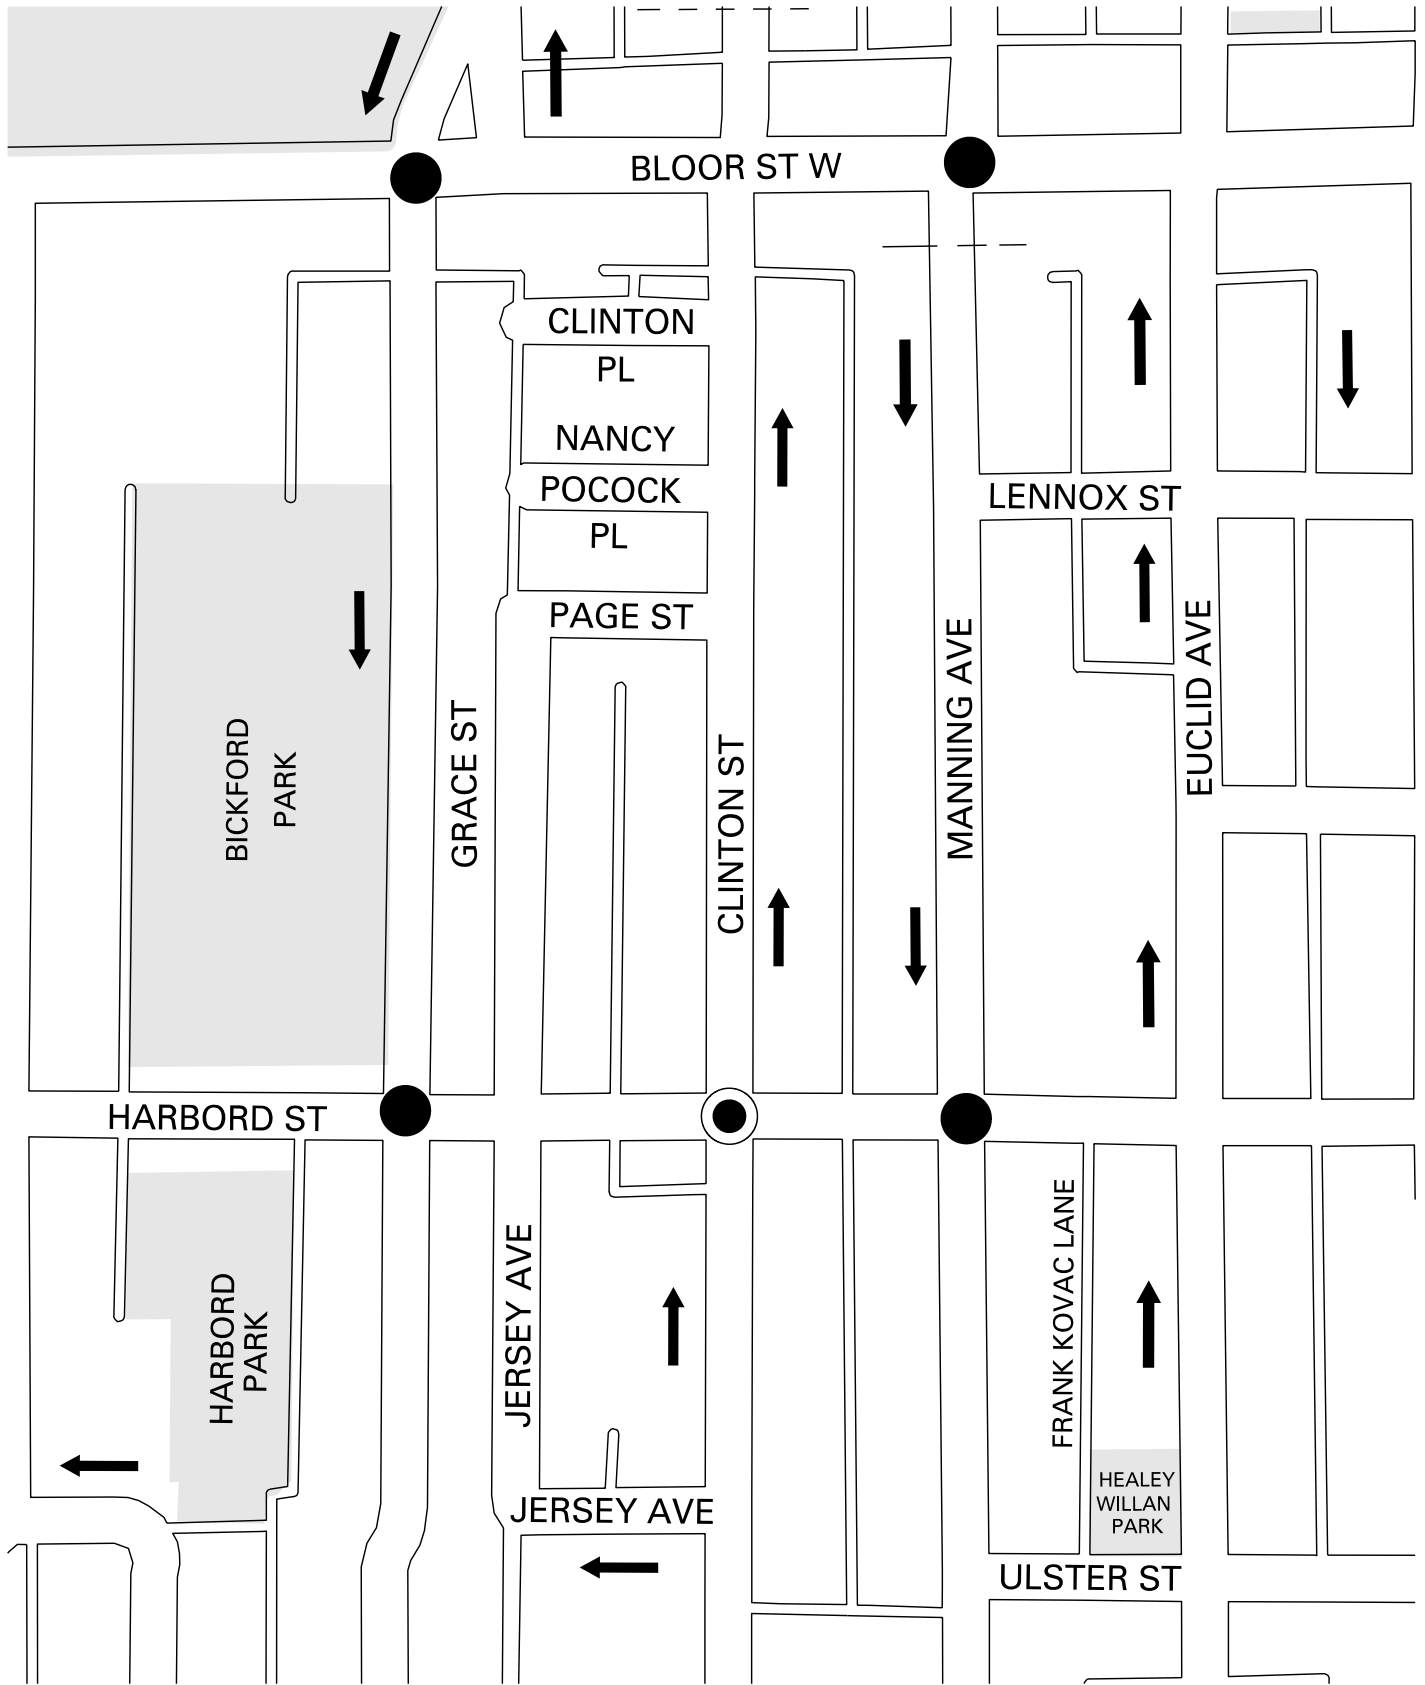 BLOOR ST W
CLINTON
PL
NANCY
POCOCK
PL
LENNOX ST
PAGE ST
BICKFORD
PARK
GRACE ST
CLINTON ST
MANNING AVE
EUCLID AVE
HARBORD ST
HARBORD
PARK
JERSEY AVE
FRANK KOVAC LANE
HEALEY
WILLAN
PARK
JERSEY AVE
ULSTER ST